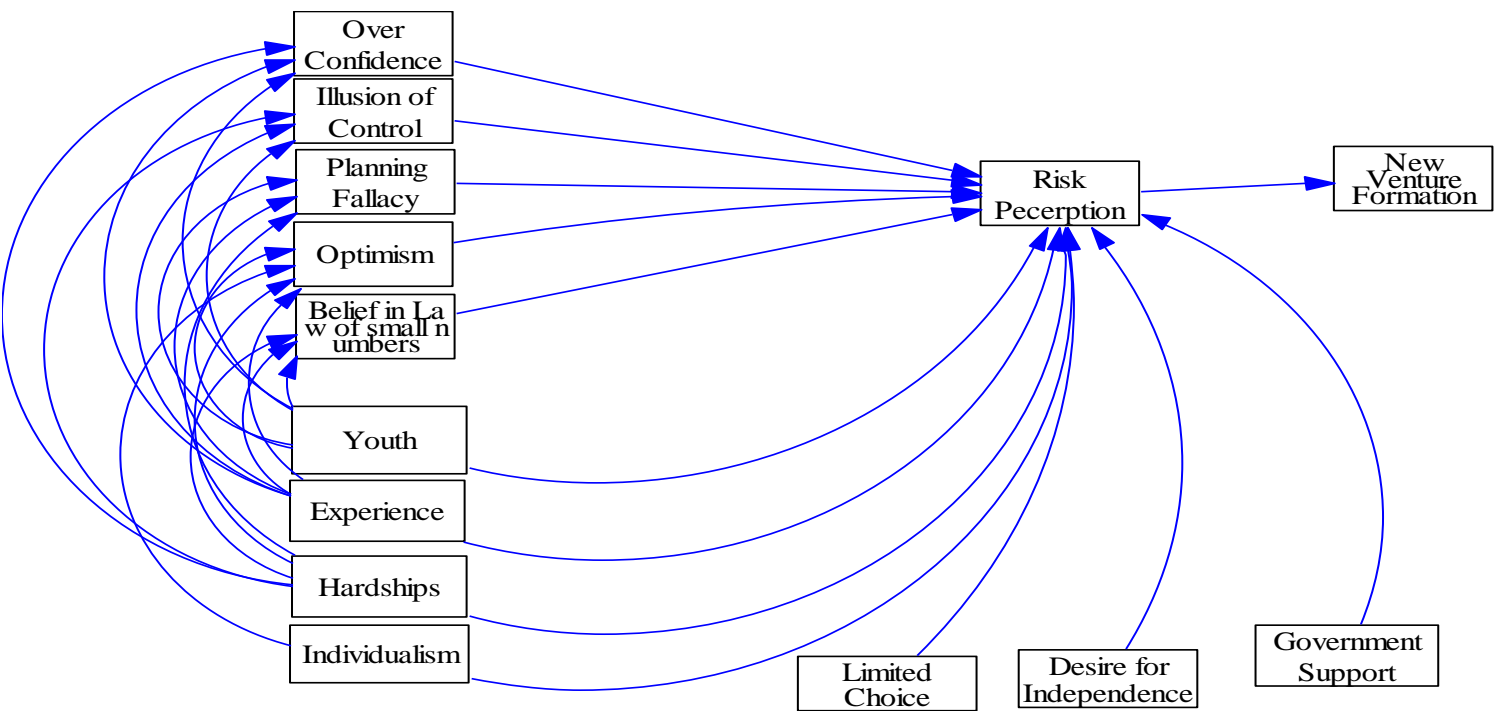 Over
Confidence
Illusion of
Control
Planning
Fallacy
Optimism
Belief in La
w of small n
umbers
Youth
Experience
Hardships
Individualism
Limited
Choice
Desire for
Independence
Government
Support
Risk
Pecerption
New
Venture
Formation